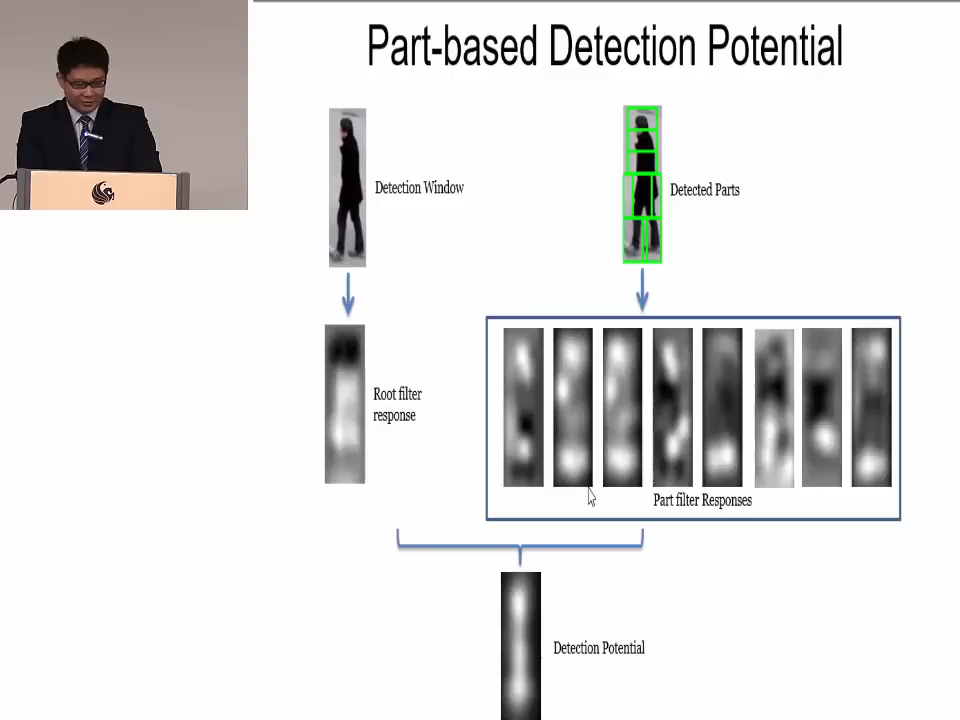 Part-based Detection Potential
Detection Window
Detected Parts
Root filter
response
Part filter Responses
Detection Potential